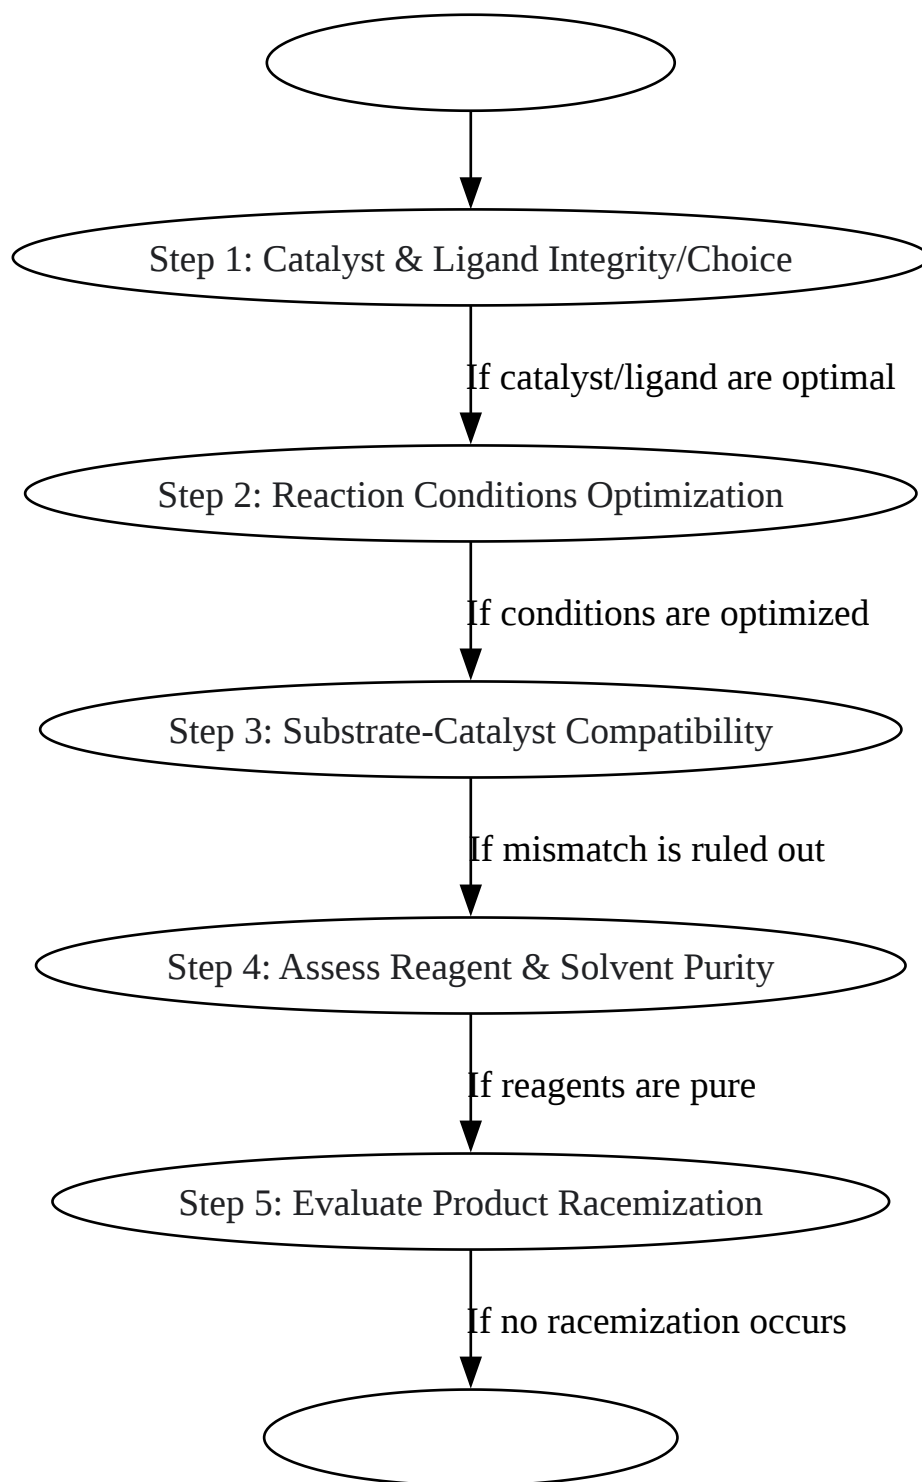 Step 1: Catalyst & Ligand Integrity/Choice
If catalyst/ligand are optimal
Step 2: Reaction Conditions Optimization
If conditions are optimized
Step 3: Substrate-Catalyst Compatibility
If mismatch is ruled out
Step 4: Assess Reagent & Solvent Purity
If reagents are pure
Step 5: Evaluate Product Racemization
If no racemization occurs